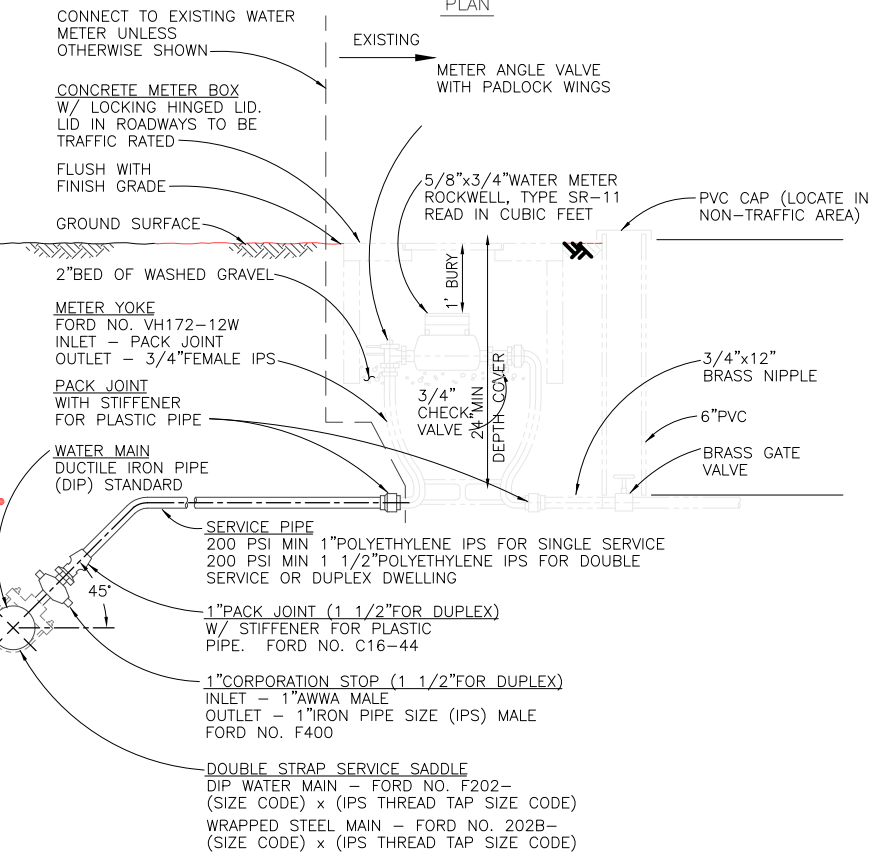 PLAN
CONNECT TO EXISTING WATER
METER UNLESS
OTHERWISE SHOWN
EXISTING
METER ANGLE VALVE
WITH PADLOCK WINGS
CONCRETE METER BOX
W/ LOCKING HINGED LID.
LID IN ROADWAYS TO BE
TRAFFIC RATED
FLUSH WITH
FINISH GRADE
5/8"x3/4"WATER METER
ROCKWELL, TYPE SR-11
READ IN CUBIC FEET
PVC CAP (LOCATE IN
NON-TRAFFIC AREA)
GROUND SURFACE
2"BED OF WASHED GRAVEL
1' BURY
METER YOKE
FORD NO. VH172-12W
INLET - PACK JOINT
OUTLET - 3/4"FEMALE IPS
3/4"x12"
BRASS NIPPLE
PACK JOINT
WITH STIFFENER
FOR PLASTIC PIPE
3/4"
CHECK
VALVE
24"MIN
DEPTH COVER
6"PVC
BRASS GATE
VALVE
WATER MAIN
DUCTILE IRON PIPE
(DIP) STANDARD
SERVICE PIPE
200 PSI MIN 1"POLYETHYLENE IPS FOR SINGLE SERVICE
200 PSI MIN 1 1/2"POLYETHYLENE IPS FOR DOUBLE
SERVICE OR DUPLEX DWELLING
45°
1"PACK JOINT (1 1/2"FOR DUPLEX)
W/ STIFFENER FOR PLASTIC
PIPE. FORD NO. C16-44
1"CORPORATION STOP (1 1/2"FOR DUPLEX)
INLET - 1"AWWA MALE
OUTLET - 1"IRON PIPE SIZE (IPS) MALE
FORD NO. F400
DOUBLE STRAP SERVICE SADDLE
DIP WATER MAIN - FORD NO. F202-
(SIZE CODE) x (IPS THREAD TAP SIZE CODE)
WRAPPED STEEL MAIN - FORD NO. 202B-
(SIZE CODE) x (IPS THREAD TAP SIZE CODE)